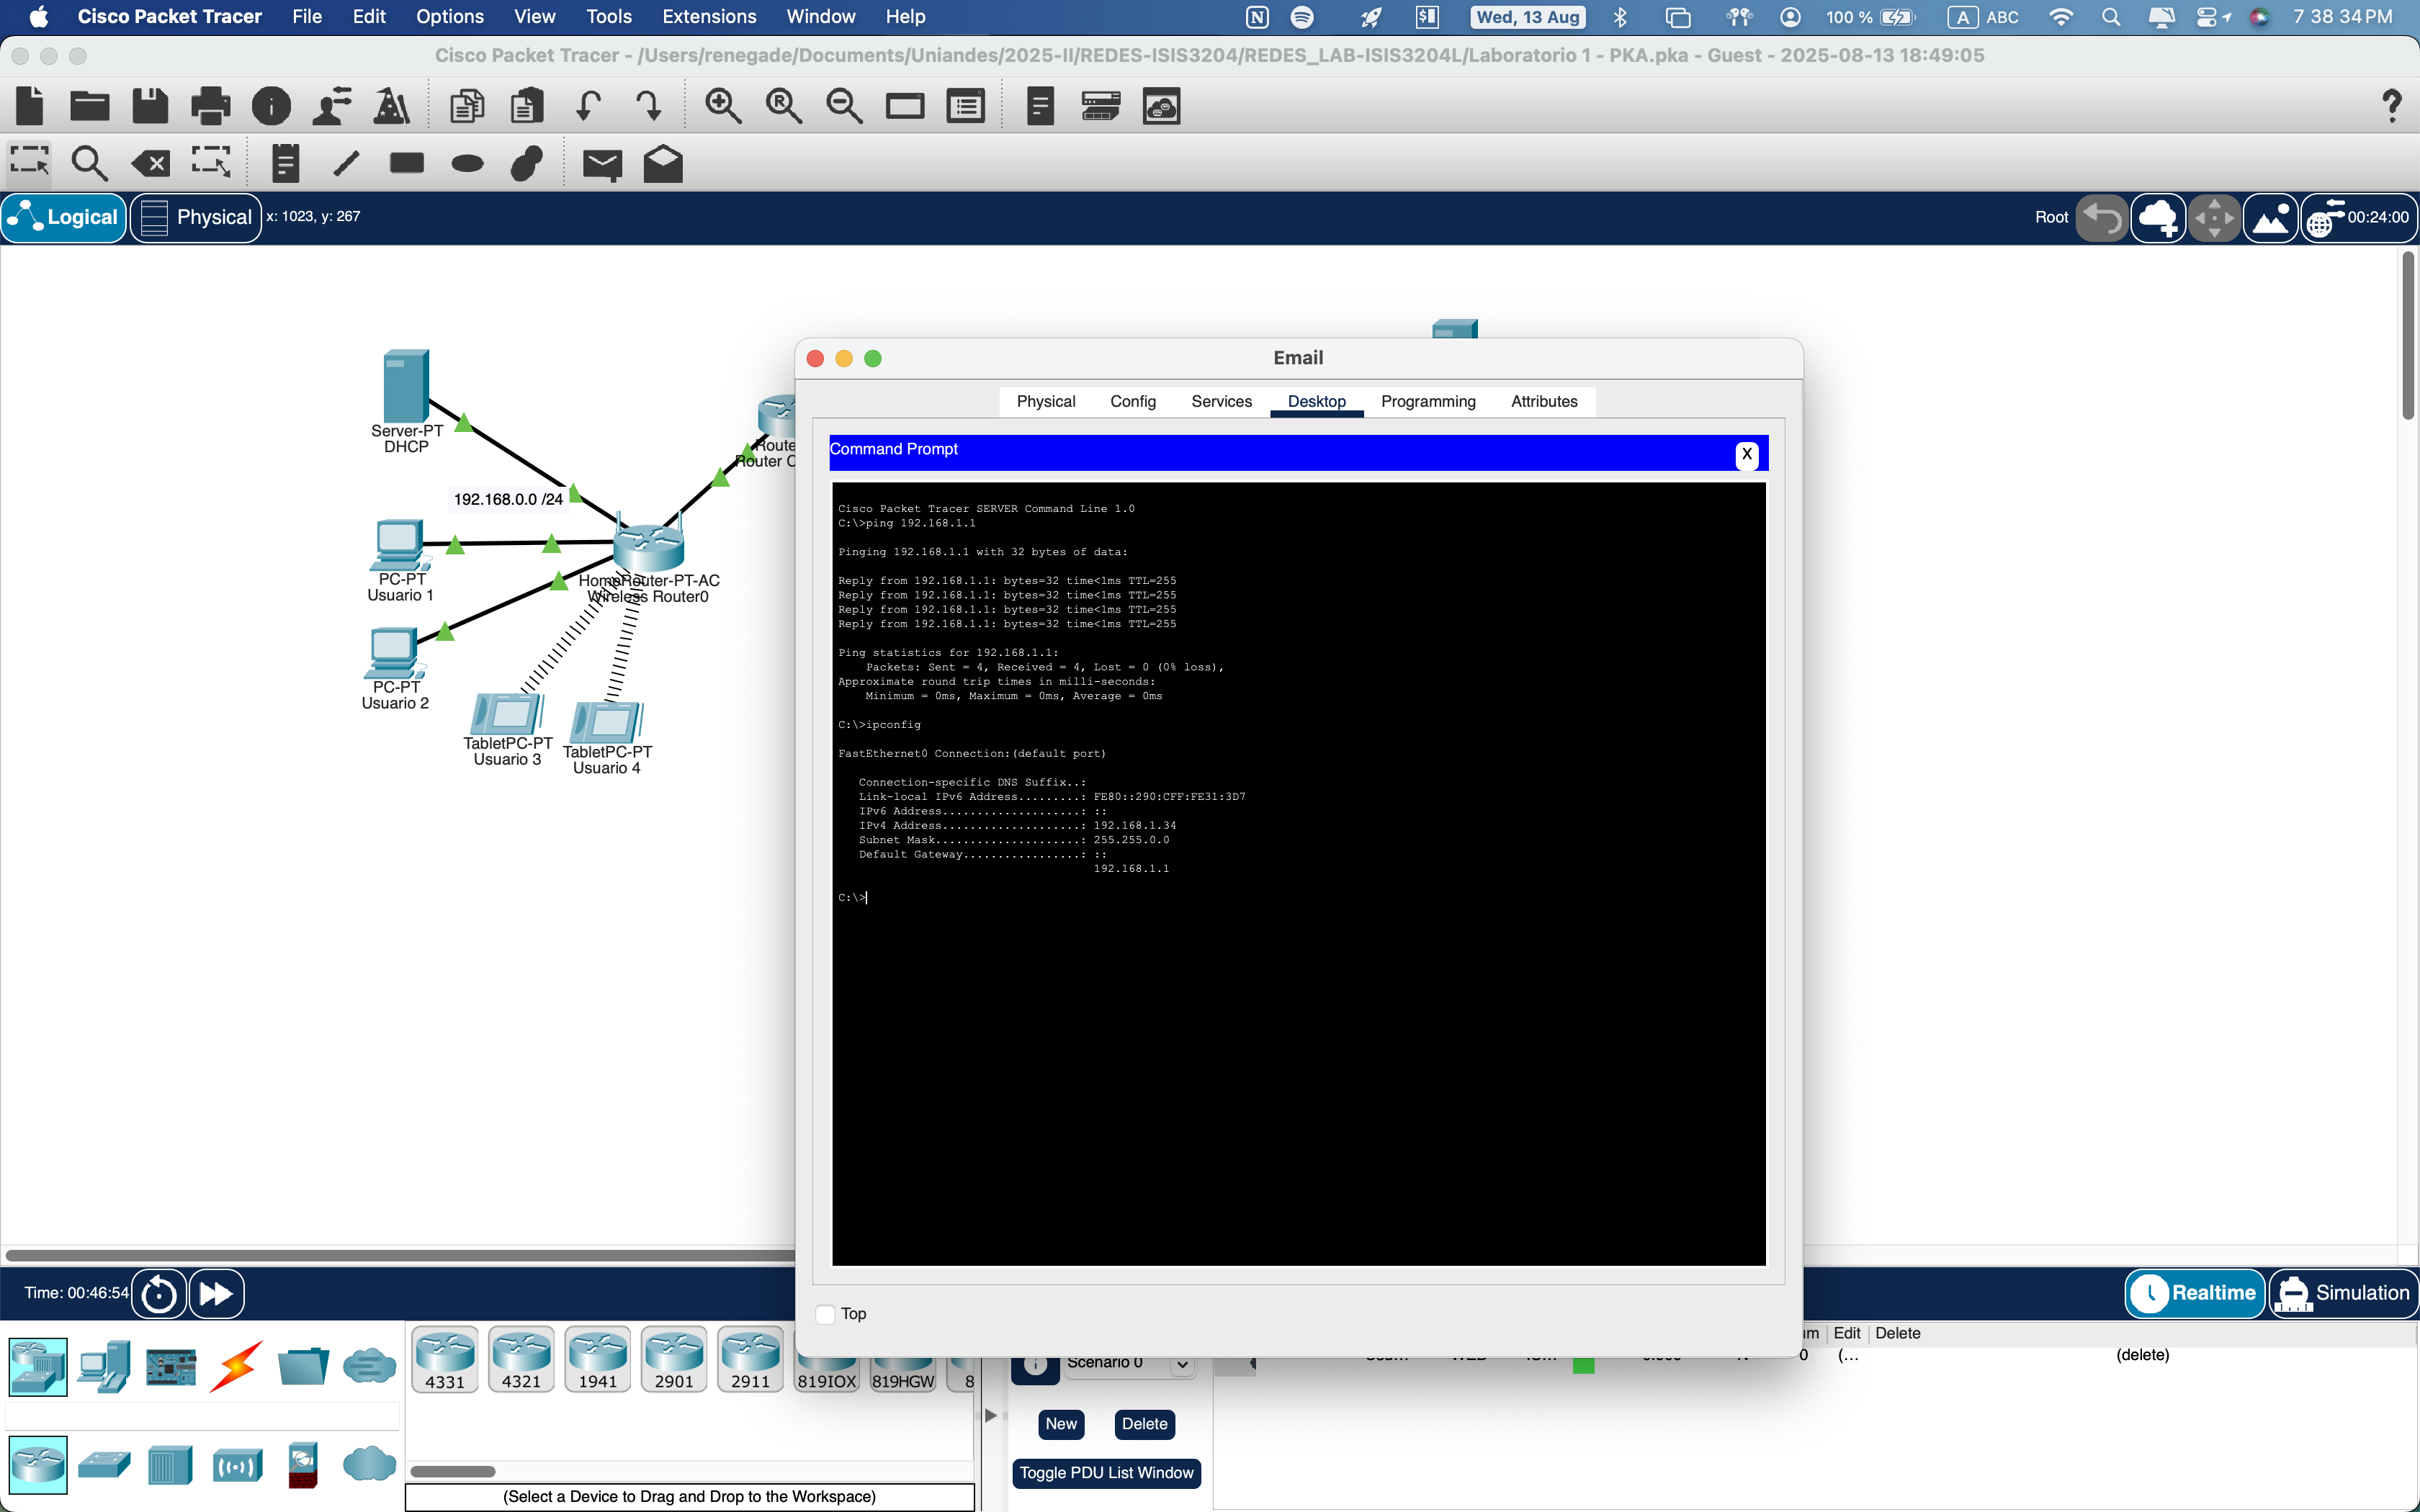 Cisco Packet Tracer File Edit Options View Tools Extensions Window Help Wed, 13 Aug 100 % A ABC 7 38 34 PM
Cisco Packet Tracer - /Users/renegade/Documents/Uniandes/2025-II/REDES-ISIS3204/REDES_LAB-ISIS3204L/Laboratorio 1 - PKA.pka - Guest - 2025-08-13 18:49:05
Logical Physical x: 1023, y: 267 Root 00:24:00
Server-PT
DHCP
192.168.0.0 /24
PC-PT
Usuario 1
PC-PT
Usuario 2
TabletPC-PT
Usuario 3
TabletPC-PT
Usuario 4
HomeRouter-PT-AC
Wireless Router0
Route
Router C
Email
Physical Config Services Desktop Programming Attributes
Command Prompt
X
Cisco Packet Tracer SERVER Command Line 1.0
C:\>ping 192.168.1.1
Pinging 192.168.1.1 with 32 bytes of data:
Reply from 192.168.1.1: bytes=32 time<1ms TTL=255
Reply from 192.168.1.1: bytes=32 time<1ms TTL=255
Reply from 192.168.1.1: bytes=32 time<1ms TTL=255
Reply from 192.168.1.1: bytes=32 time<1ms TTL=255
Ping statistics for 192.168.1.1:
Packets: Sent = 4, Received = 4, Lost = 0 (0% loss),
Approximate round trip times in milli-seconds:
Minimum = 0ms, Maximum = 0ms, Average = 0ms
C:\>ipconfig
FastEthernet0 Connection:(default port)
Connection-specific DNS Suffix..:
Link-local IPv6 Address.........: FE80::290:CFF:FE31:3D7
IPv6 Address....................: ::
IPv4 Address....................: 192.168.1.34
Subnet Mask.....................: 255.255.0.0
Default Gateway.................: ::
192.168.1.1
C:\>
Top
Time: 00:46:54
Realtime Simulation
4331 4321 1941 2901 2911 819IOX 819HGW 8
(Select a Device to Drag and Drop to the Workspace)
Scenario 0
New Delete
Toggle PDU List Window
Edit Delete
0 (... (delete)